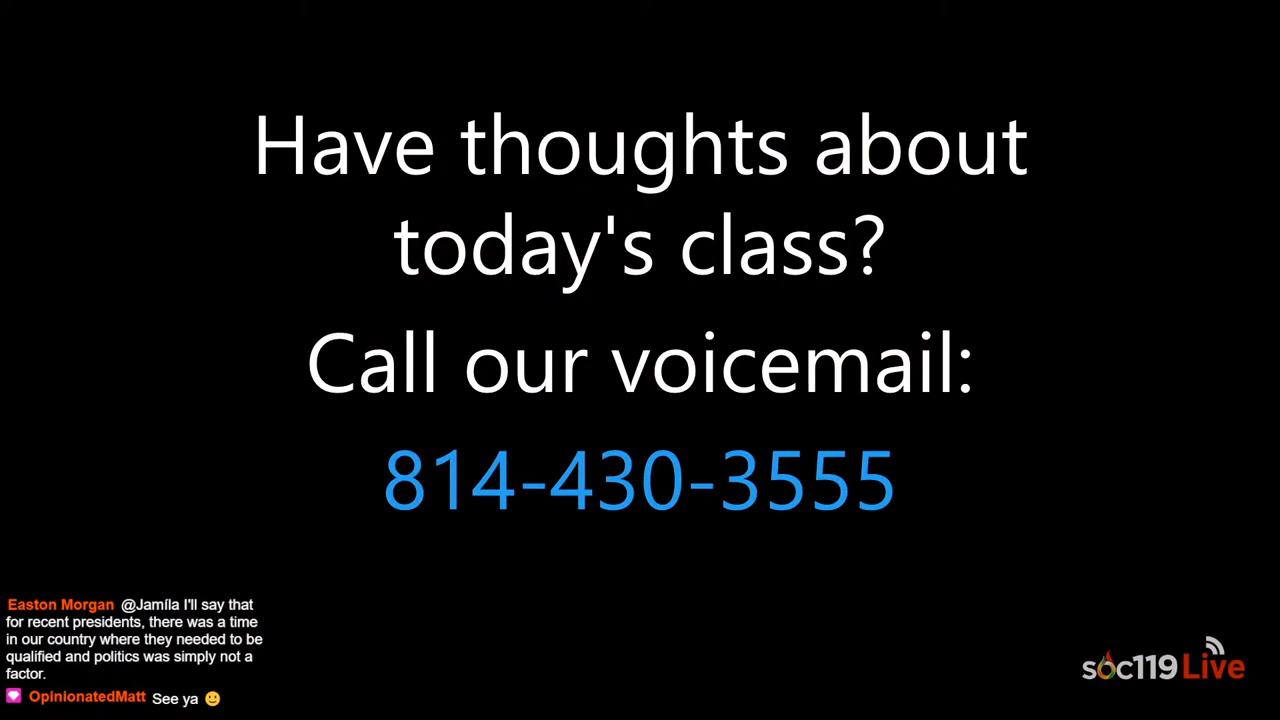 Have thoughts about
today's class?
Call our voicemail:
814-430-3555
Easton Morgan @Jamíla I'll say that
for recent presidents, there was a time
in our country where they needed to be
qualified and politics was simply not a
factor.
OpinionatedMatt See ya 🙂
soc119 Live